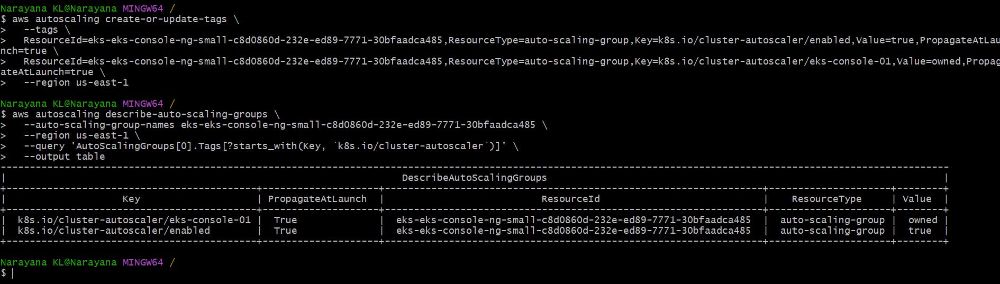 Narayana KL@Narayana MINGW64 /
$ aws autoscaling create-or-update-tags \
>   --tags \
>   ResourceId=eks-eks-console-ng-small-c8d0860d-232e-ed89-7771-30bfaadca485,ResourceType=auto-scaling-group,Key=k8s.io/cluster-autoscaler/enabled,Value=true,PropagateAtLau
nch=true \
>   ResourceId=eks-eks-console-ng-small-c8d0860d-232e-ed89-7771-30bfaadca485,ResourceType=auto-scaling-group,Key=k8s.io/cluster-autoscaler/eks-console-01,Value=owned,Propag
ateAtLaunch=true \
>   --region us-east-1
Narayana KL@Narayana MINGW64 /
$ aws autoscaling describe-auto-scaling-groups \
>   --auto-scaling-group-names eks-eks-console-ng-small-c8d0860d-232e-ed89-7771-30bfaadca485 \
>   --region us-east-1 \
>   --query 'AutoScalingGroups[0].Tags[?starts_with(Key, `k8s.io/cluster-autoscaler`)]' \
>   --output table
| DescribeAutoScalingGroups |
| Key | PropagateAtLaunch | ResourceId | ResourceType | Value |
| k8s.io/cluster-autoscaler/eks-console-01 | True | eks-eks-console-ng-small-c8d0860d-232e-ed89-7771-30bfaadca485 | auto-scaling-group | owned |
| k8s.io/cluster-autoscaler/enabled | True | eks-eks-console-ng-small-c8d0860d-232e-ed89-7771-30bfaadca485 | auto-scaling-group | true |
Narayana KL@Narayana MINGW64 /
$